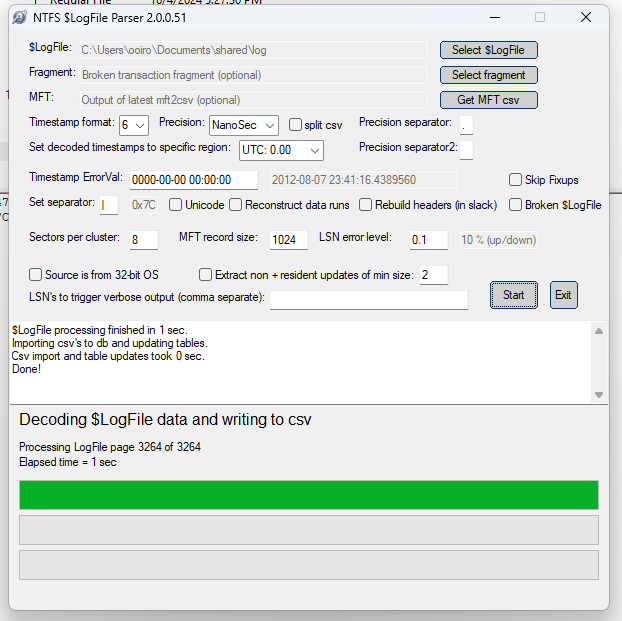 NTFS $LogFile Parser 2.0.0.51
$LogFile: C:\Users\ooiro\Documents\shared\log Select $LogFile
Fragment: Broken transaction fragment (optional) Select fragment
MFT: Output of latest mft2csv (optional) Get MFT csv
Timestamp format: 6 Precision: NanoSec split csv Precision separator: .
Set decoded timestamps to specific region: UTC: 0.00 Precision separator2:
Timestamp ErrorVal: 0000-00-00 00:00:00 2012-08-07 23:41:16.4389560 Skip Fixups
Set separator: | 0x7C Unicode Reconstruct data runs Rebuild headers (in slack) Broken $LogFile
Sectors per cluster: 8 MFT record size: 1024 LSN error level: 0.1 10 % (up/down)
Source is from 32-bit OS Extract non + resident updates of min size: 2
LSN's to trigger verbose output (comma separate): Start Exit
$LogFile processing finished in 1 sec.
Importing csv's to db and updating tables.
Csv import and table updates took 0 sec.
Done!
Decoding $LogFile data and writing to csv
Processing LogFile page 3264 of 3264
Elapsed time = 1 sec